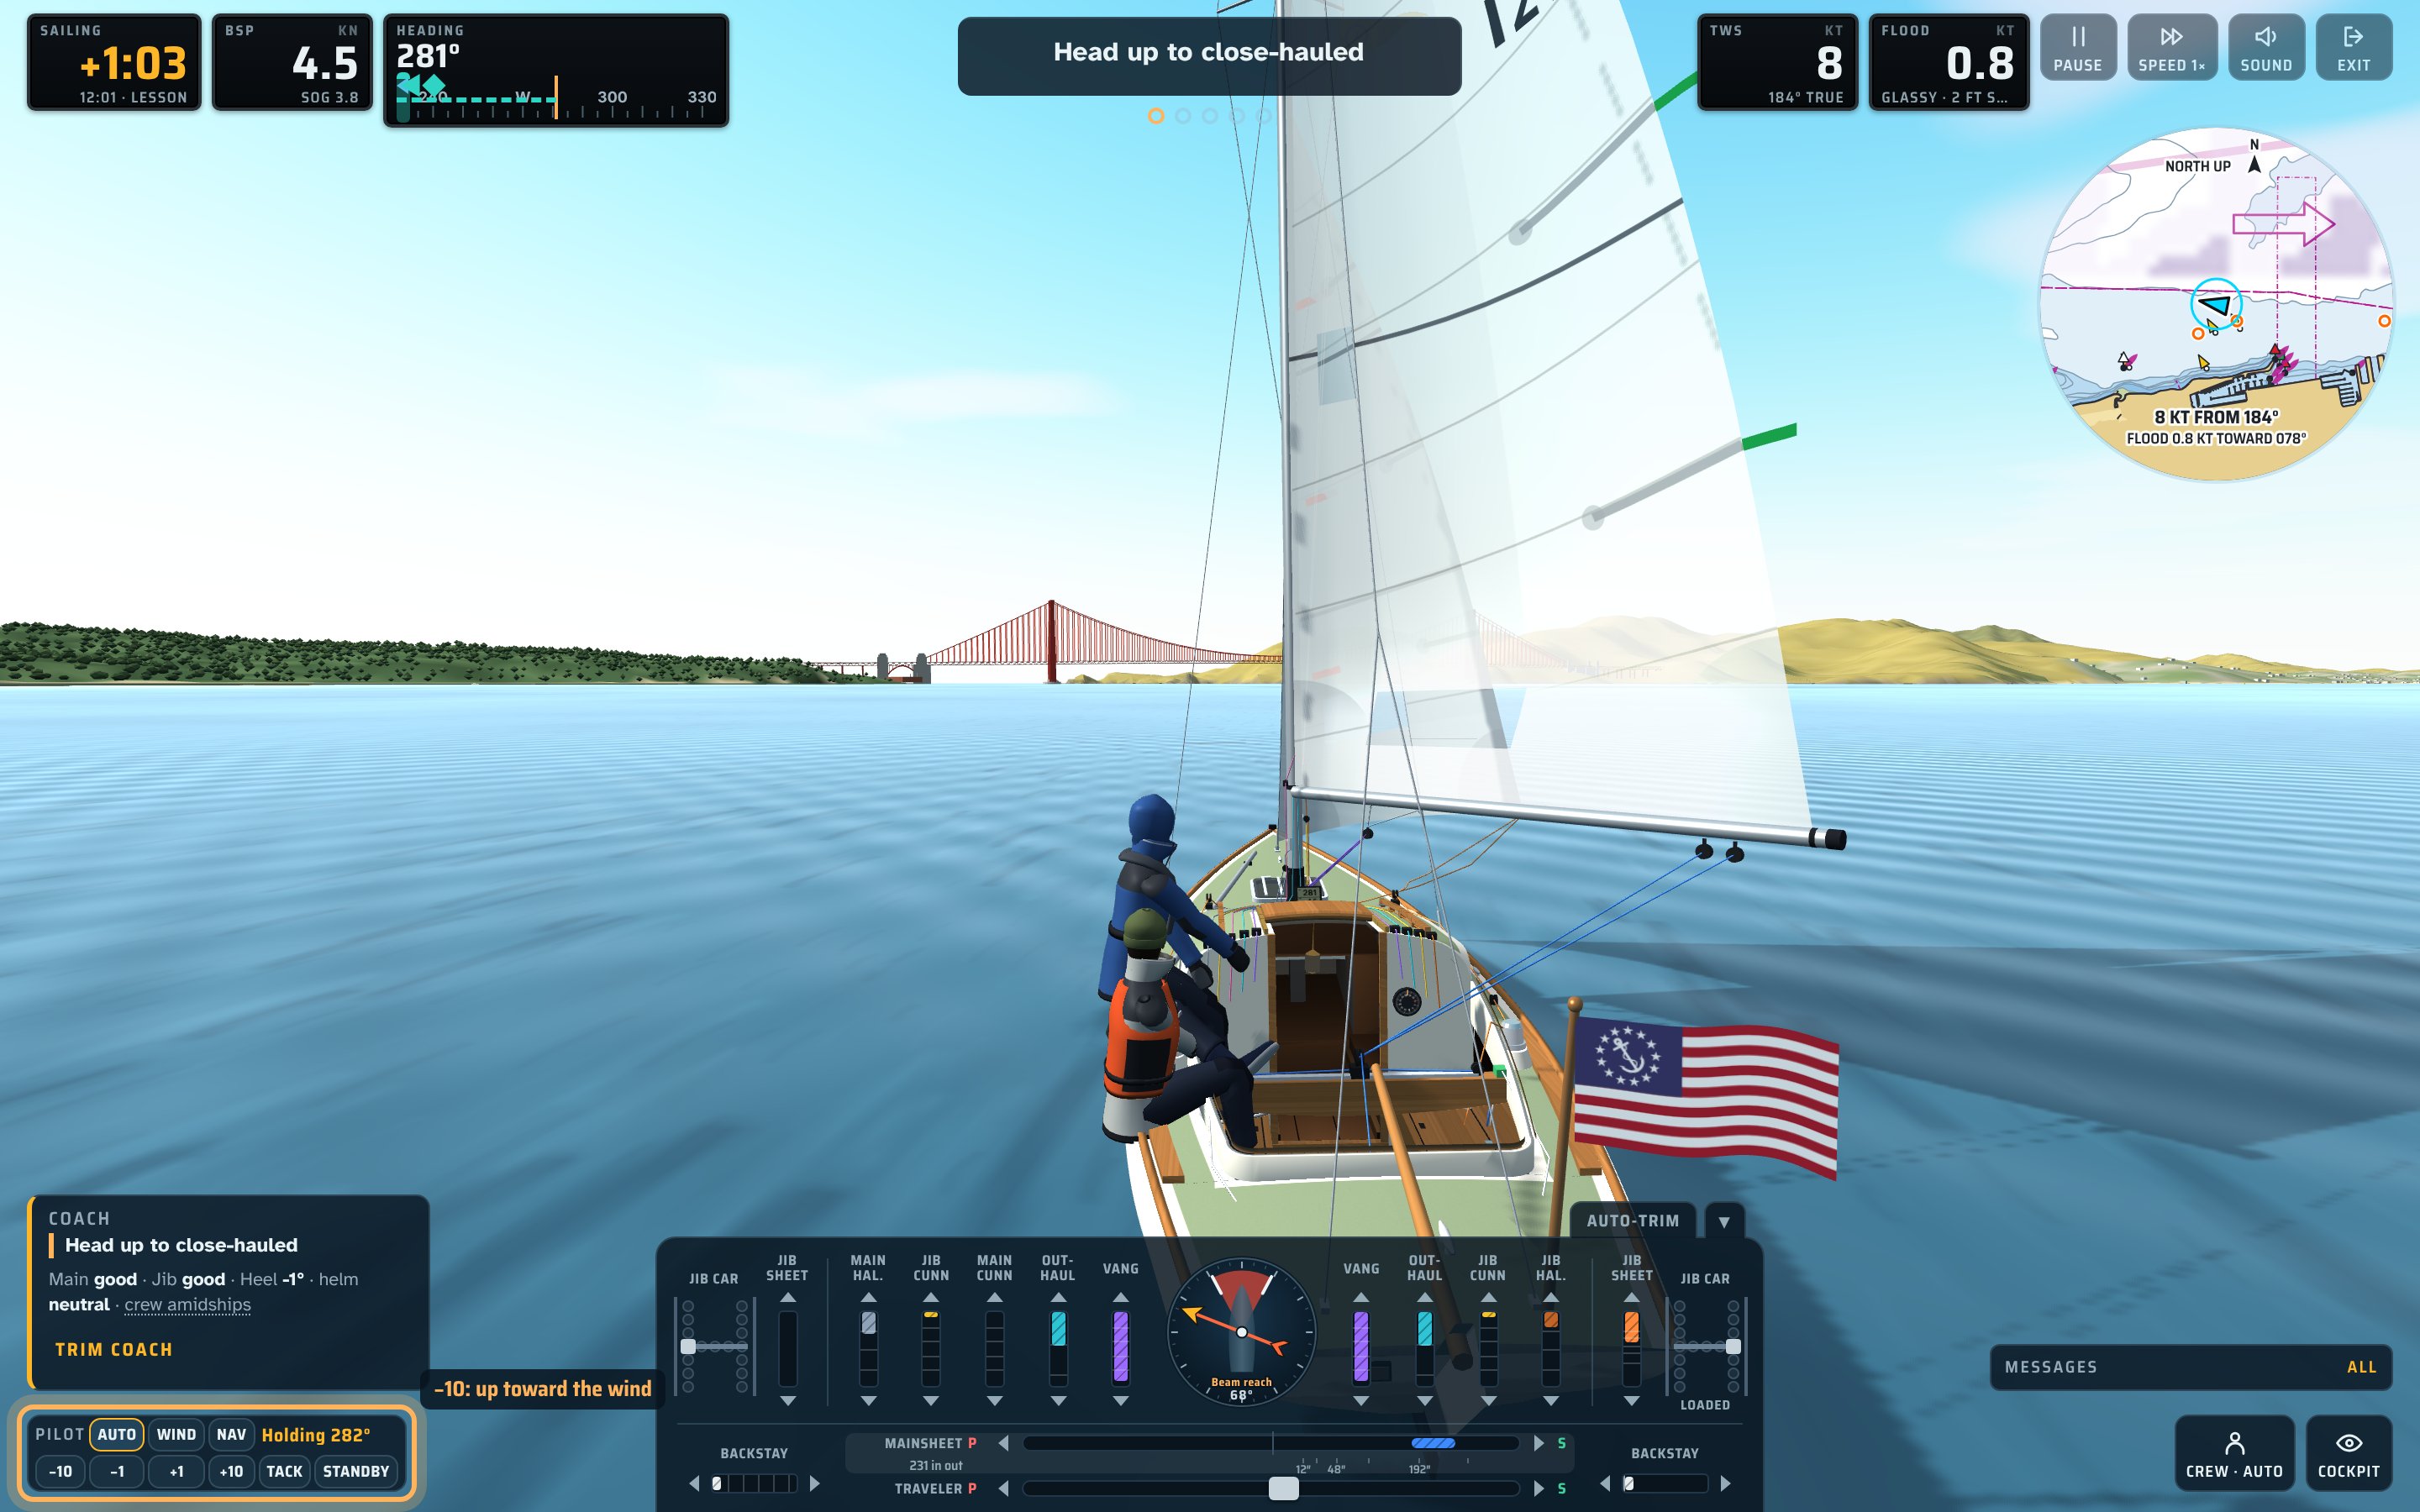 SAILING
+1:03
12:01 · LESSON
BSP KN
4.5
SOG 3.8
HEADING
281°
W 300 330
Head up to close-hauled
TWS KT
8
184° TRUE
FLOOD KT
0.8
GLASSY · 2 FT S...
PAUSE
SPEED 1×
SOUND
EXIT
12
N
NORTH UP
8 KT FROM 184°
FLOOD 0.8 KT TOWARD 078°
281
COACH
Head up to close-hauled
Main good · Jib good · Heel -1° · helm
neutral · crew amidships
TRIM COACH
-10: up toward the wind
PILOT AUTO WIND NAV Holding 282°
-10 -1 +1 +10 TACK STANDBY
AUTO-TRIM ▼
JIB CAR
JIB SHEET
MAIN HAL.
JIB CUNN
MAIN CUNN
OUT-HAUL
VANG
Beam reach
68°
VANG
OUT-HAUL
JIB CUNN
JIB HAL.
JIB SHEET
JIB CAR
LOADED
BACKSTAY
MAINSHEET P S
231 in out
12" 48" 192"
TRAVELER P S
BACKSTAY
MESSAGES ALL
CREW · AUTO
COCKPIT